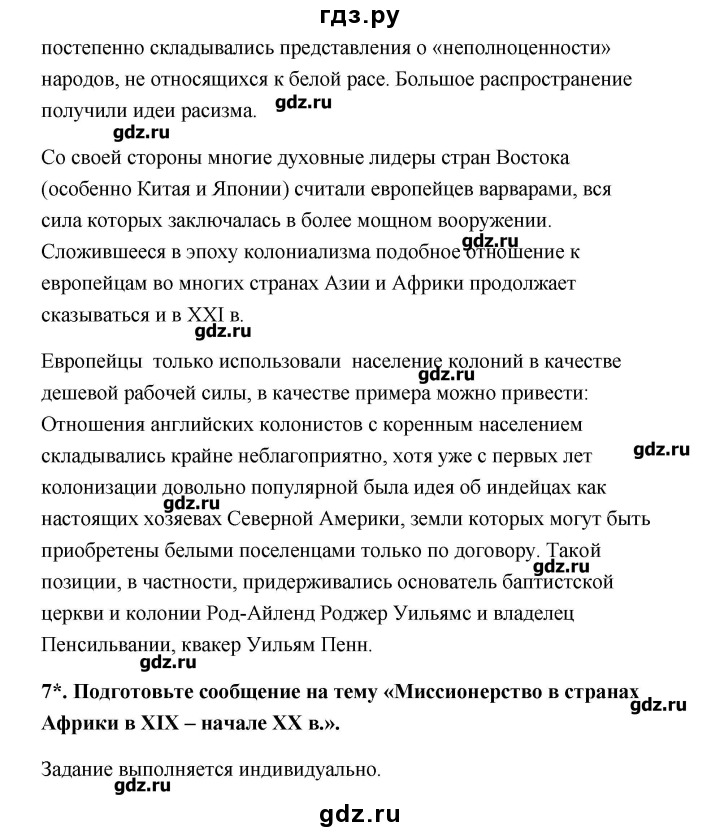 гдз.ру
постепенно складывались представления о «неполноценности»
народов, не относящихся к белой расе. Большое распространение
gdz.ru
получили идеи расизма.
gdz.ru
Со своей стороны многие духовные лидеры стран Востока
(особенно Китая и Японии) считали европейцев варварами, вся
сила которых заключалась в более мощном вооружении.
gdz.ru
Сложившееся в эпоху колониализма подобное отношение к
европейцам во многих странах Азии и Африки продолжает
сказываться и в XXI в.
gdz.ru
Европейцы только использовали население колоний в качестве
gdz.ru
дешевой рабочей силы, в качестве примера можно привести:
Отношения английских колонистов с коренным населением
gdz.ru
складывались крайне неблагоприятно, хотя уже с первых лет
колонизации довольно популярной была идея об индейцах как
gdz.ru
настоящих хозяевах Северной Америки, земли которых могут быть
приобретены белыми поселенцами только по договору. Такой
gdz.ru
позиции, в частности, придерживались основатель баптистской
церкви и колонии Род-Айленд Роджер Уильямс и владелец
Пенсильвании, квакер Уильям Пенн.
gdz.ru
7*. Подготовьте сообщение на тему «Миссионерство в странах
gdz.ru
Африки в XIX – начале XX в.».
Задание выполняется индивидуально.
gdz.ru
gdz.ru